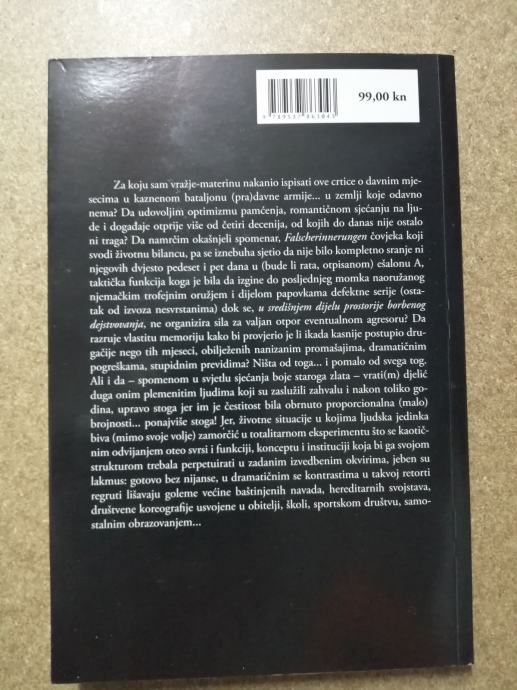 99,00 kn
Za koju sam vražje-materinu nakanio ispisati ove crtice o davnim mje-
secima u kaznenom bataljonu (pra)davne armije... u zemlji koje odavno
nema? Da udovoljim optimizmu pamćenja, romantičnom sjećanju na lju-
de i događaje otprije više od četiri decenija, od kojih do danas nije ostalo
ni traga? Da namrčim okašnjeli spomenar, Falscherinnerungen čovjeka koji
svodi životnu bilancu, pa se iznebuha sjetio da nije bilo kompletno sranje ni
njegovih dvjesto pedeset i pet dana u (bude li rata, otpisanom) ešalonu A,
taktička funkcija koga je bila da izgine do posljednjeg momka naoružanog
njemačkim trofejnim oružjem i dijelom papovkama defektne serije (osta-
tak od izvoza nesvrstanima) dok se, u središnjem dijelu prostorije borbenog
dejstvovanja, ne organizira sila za valjan otpor eventualnom agresoru? Da
razruje vlastitu memoriju kako bi provjerio je li ikada kasnije postupio dru-
gačije nego tih mjeseci, obilježenih nanizanim promašajima, dramatičnim
pogreškama, stupidnim previdima? Ništa od toga... i pomalo od svega tog.
Ali i da – spomenom u svjetlu sjećanja boje staroga zlata – vrati(m) djelić
duga onim plemenitim ljudima koji su zaslužili zahvalu i nakon toliko go-
dina, upravo stoga jer im je čestitost bila obrnuto proporcionalna (malo)
brojnosti... ponajviše stoga! Jer, životne situacije u kojima ljudska jedinka
biva (mimo svoje volje) zamorčić u totalitarnom eksperimentu što se kaotič-
nim odvijanjem oteo svrsi i funkciji, konceptu i instituciji koja bi ga svojom
strukturom trebala perpetuirati u zadanim izvedbenim okvirima, jeben su
lakmus: gotovo bez nijanse, u dramatičnim se kontrastima u takvoj retorti
regruti lišavaju goleme većine baštinjenih navada, hereditarnih svojstava,
društvene koreografije usvojene u obitelji, školi, sportskom društvu, samo-
stalnim obrazovanjem...